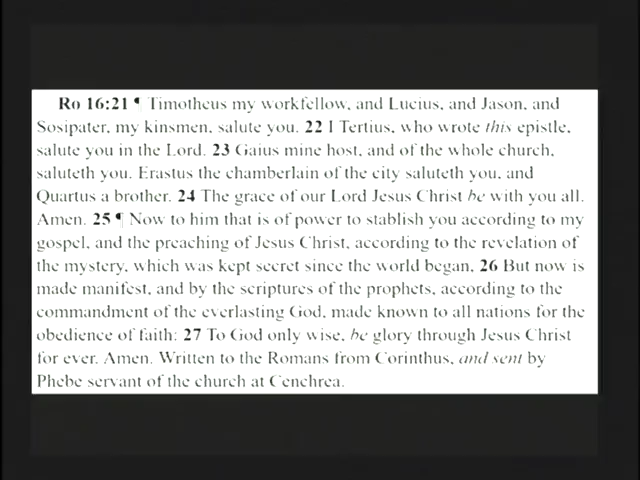 Ro 16:21 ¶ Timotheus my workfellow, and Lucius, and Jason, and
Sosipater, my kinsmen, salute you. 22 I Tertius, who wrote this epistle,
salute you in the Lord. 23 Gaius mine host, and of the whole church,
saluteth you. Erastus the chamberlain of the city saluteth you, and
Quartus a brother. 24 The grace of our Lord Jesus Christ be with you all.
Amen. 25 ¶ Now to him that is of power to stablish you according to my
gospel, and the preaching of Jesus Christ, according to the revelation of
the mystery, which was kept secret since the world began, 26 But now is
made manifest, and by the scriptures of the prophets, according to the
commandment of the everlasting God, made known to all nations for the
obedience of faith: 27 To God only wise, be glory through Jesus Christ
for ever. Amen. Written to the Romans from Corinthus, and sent by
Phebe servant of the church at Cenchrea.